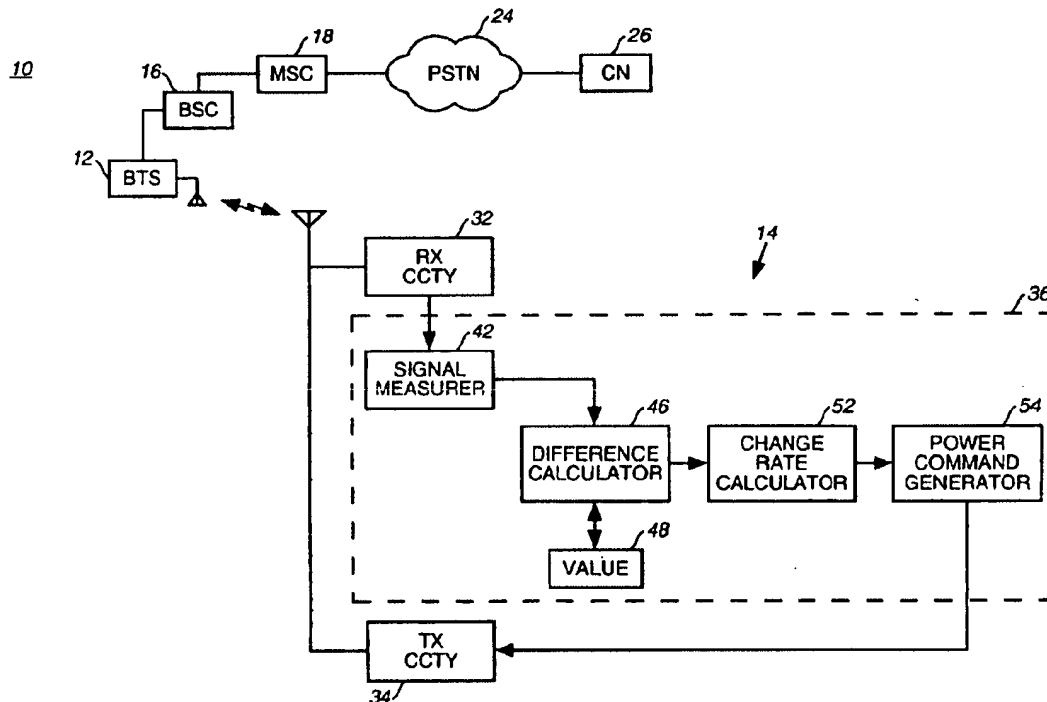 10
24
18
26
16
MSC
PSTN
CN
BSC
12
BTS
32
RX
CCTY
14
36
42
SIGNAL
MEASURER
46
DIFFERENCE
CALCULATOR
52
CHANGE
RATE
CALCULATOR
54
POWER
COMMAND
GENERATOR
48
VALUE
TX
CCTY
34